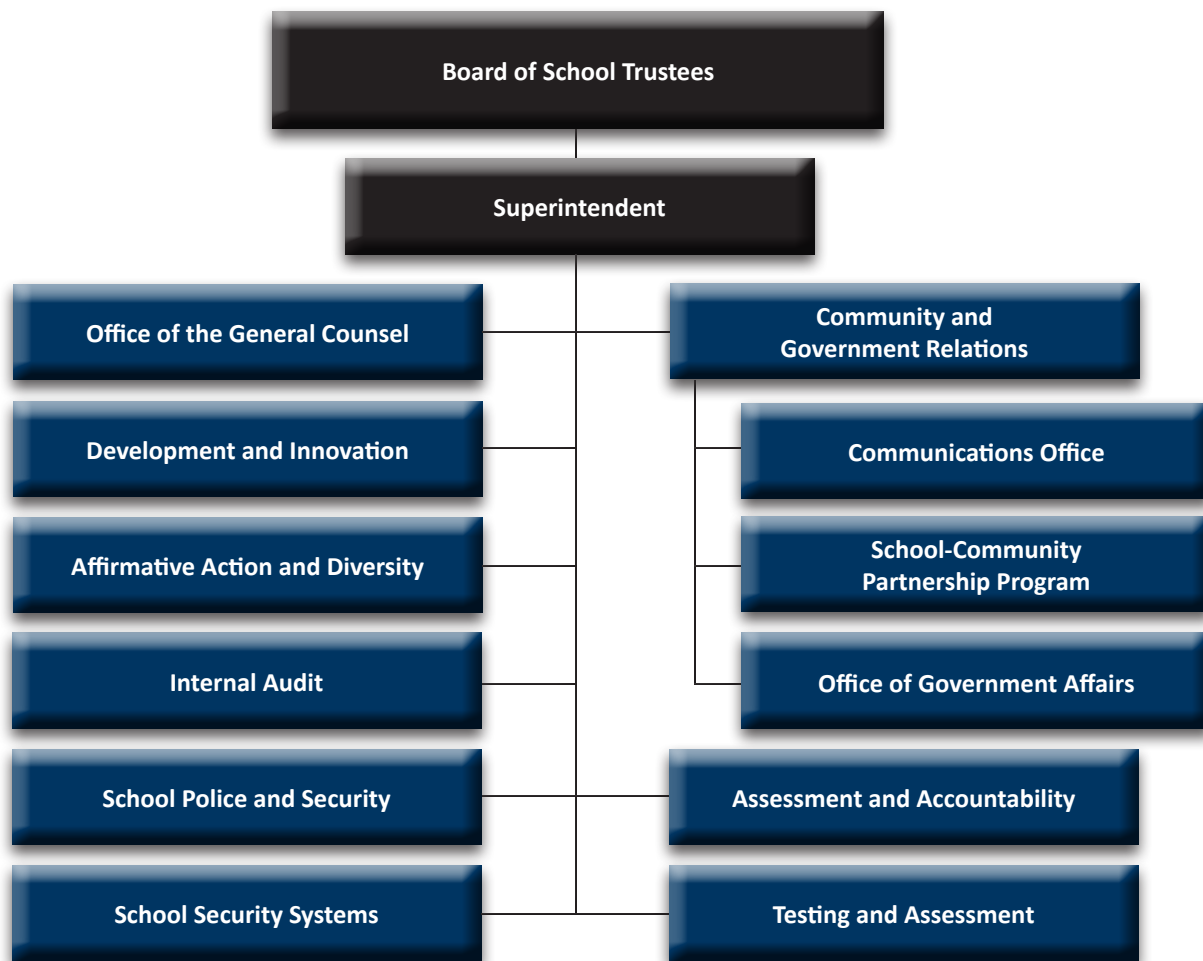 Board of School Trustees
Superintendent
Office of the General Counsel
Community and
Government Relations
Development and Innovation
Communications Office
Affirmative Action and Diversity
School-Community
Partnership Program
Internal Audit
Office of Government Affairs
School Police and Security
Assessment and Accountability
School Security Systems
Testing and Assessment